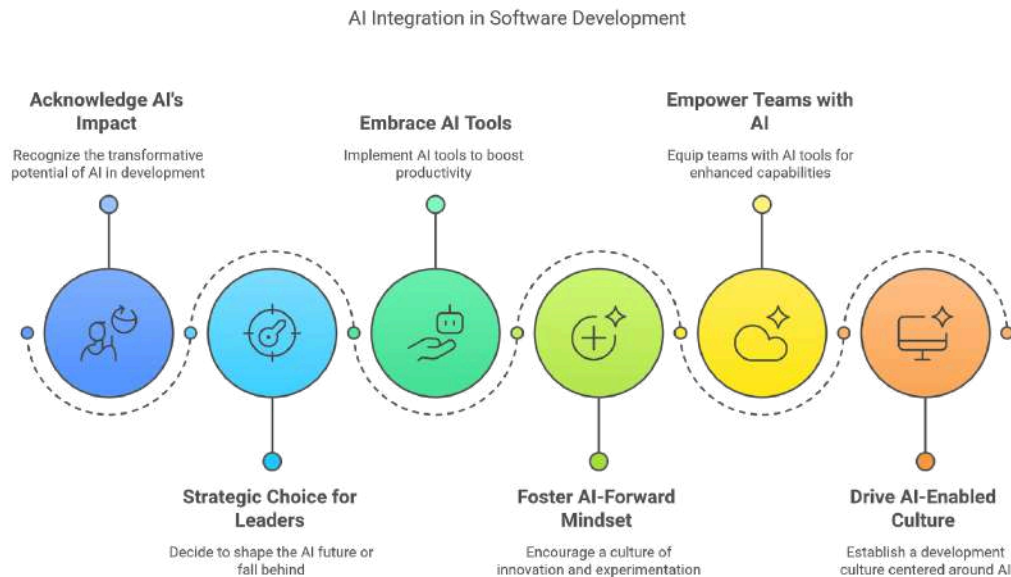 AI Integration in Software Development
Acknowledge AI's
Impact
Recognize the transformative
potential of AI in development
Strategic Choice for
Leaders
Decide to shape the AI future or
fall behind
Embrace AI Tools
Implement AI tools to boost
productivity
Foster AI-Forward
Mindset
Encourage a culture of
innovation and experimentation
Empower Teams with
AI
Equip teams with AI tools for
enhanced capabilities
Drive AI-Enabled
Culture
Establish a development
culture centered around AI